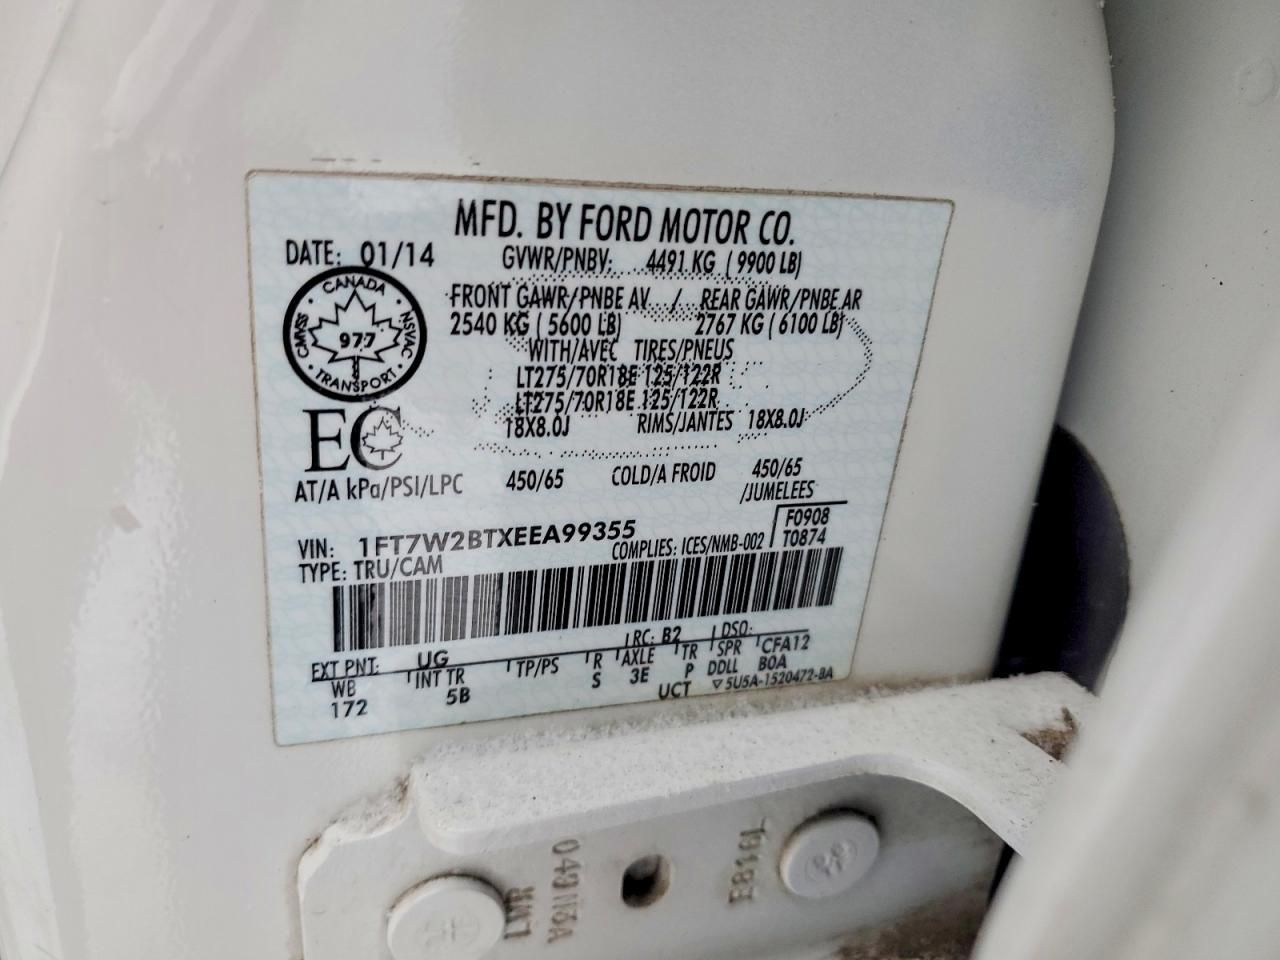 MFD. BY FORD MOTOR CO.
DATE: 01/14 GVWR/PNBV: 4491 KG ( 9900 LB)
CANADA
CMVSS 977 NSVAC
TRANSPORT
FRONT GAWR/PNBE AV / REAR GAWR/PNBE AR
2540 KG ( 5600 LB) 2767 KG ( 6100 LB)
WITH/AVEC TIRES/PNEUS
LT275/70R18E 125/122R
LT275/70R18E 125/122R
18X8.0J RIMS/JANTES 18X8.0J
EC
AT/A kPa/PSI/LPC 450/65 COLD/A FROID 450/65
/JUMELEES
VIN: 1FT7W2BTXEEA99355 F0908
TYPE: TRU/CAM COMPLIES: ICES/NMB-002 T0874
EXT PNT: UG RC: B2 DSO:
WB INT TR TP/PS R AXLE TR SPR CFA12
172 5B S 3E P DDLL BOA
UCT ▽5U5A-1520472-BA